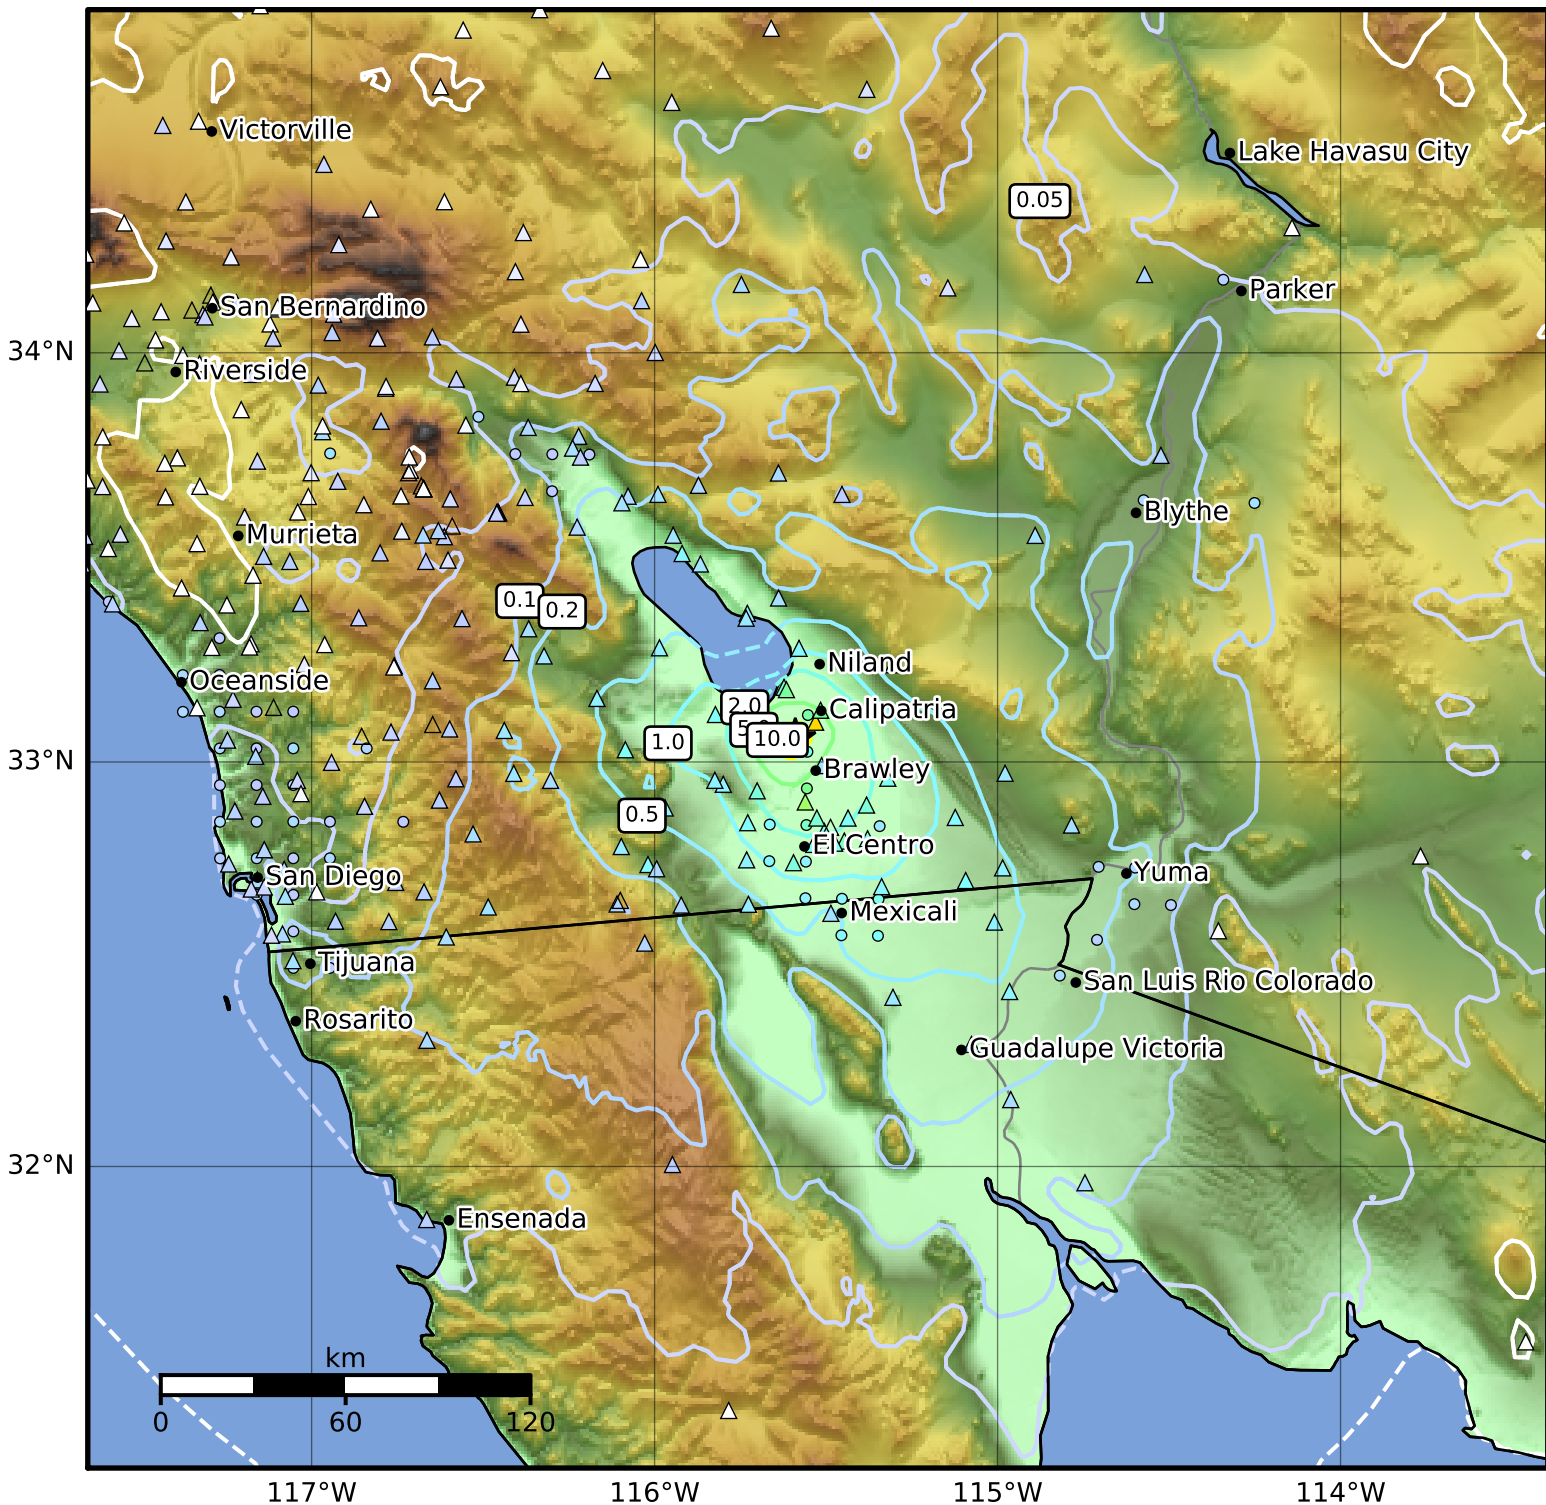 Victorville
Lake Havasu City
0.05
San Bernardino
Parker
34°N
Riverside
Blythe
Murrieta
0.1
0.2
Niland
Oceanside
2.0
Calipatria
10.0
1.0
33°N
Brawley
0.5
El Centro
San Diego
Yuma
Mexicali
Tijuana
San Luis Rio Colorado
Rosarito
Guadalupe Victoria
32°N
Ensenada
km
0 60 120
117°W 116°W 115°W 114°W